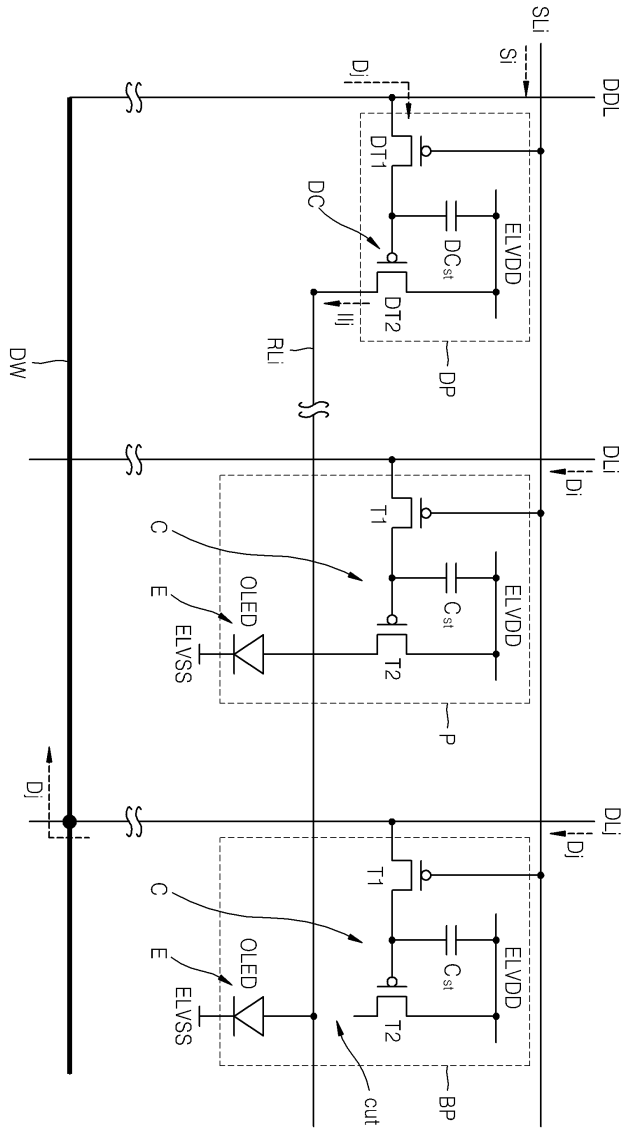 DDL
DLi
DLj
Di
Dj
SLi
Si
ELVDD
ELVDD
ELVDD
DP
P
BP
DCst
Cst
Cst
DT1
DT2
T1
T2
T1
T2
Dj
cut
IIj
DC
RLi
OLED
OLED
ELVSS
ELVSS
C
E
C
E
Dj
DW